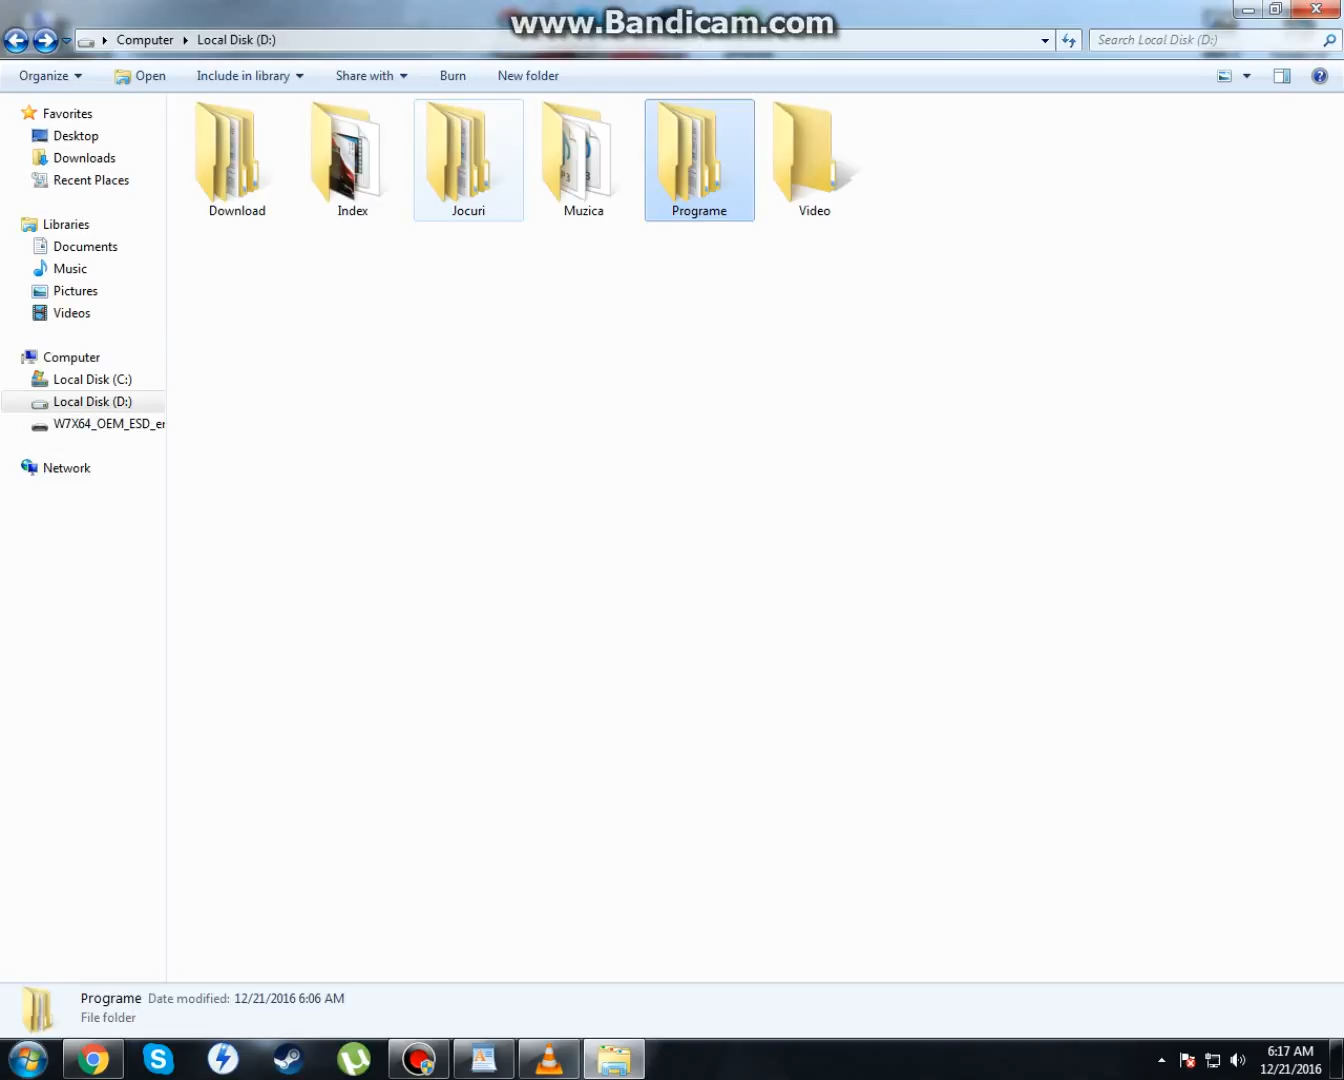 www.Bandicam.com
Computer Local Disk (D:)
Search Local Disk (D:)
Organize Open Include in library Share with Burn New folder
Favorites
Desktop
Downloads
Recent Places
Libraries
Documents
Music
Pictures
Videos
Computer
Local Disk (C:)
Local Disk (D:)
W7X64_OEM_ESD_er
Network
Download Index Jocuri Muzica Programe Video
Programe Date modified: 12/21/2016 6:06 AM
File folder
6:17 AM
12/21/2016